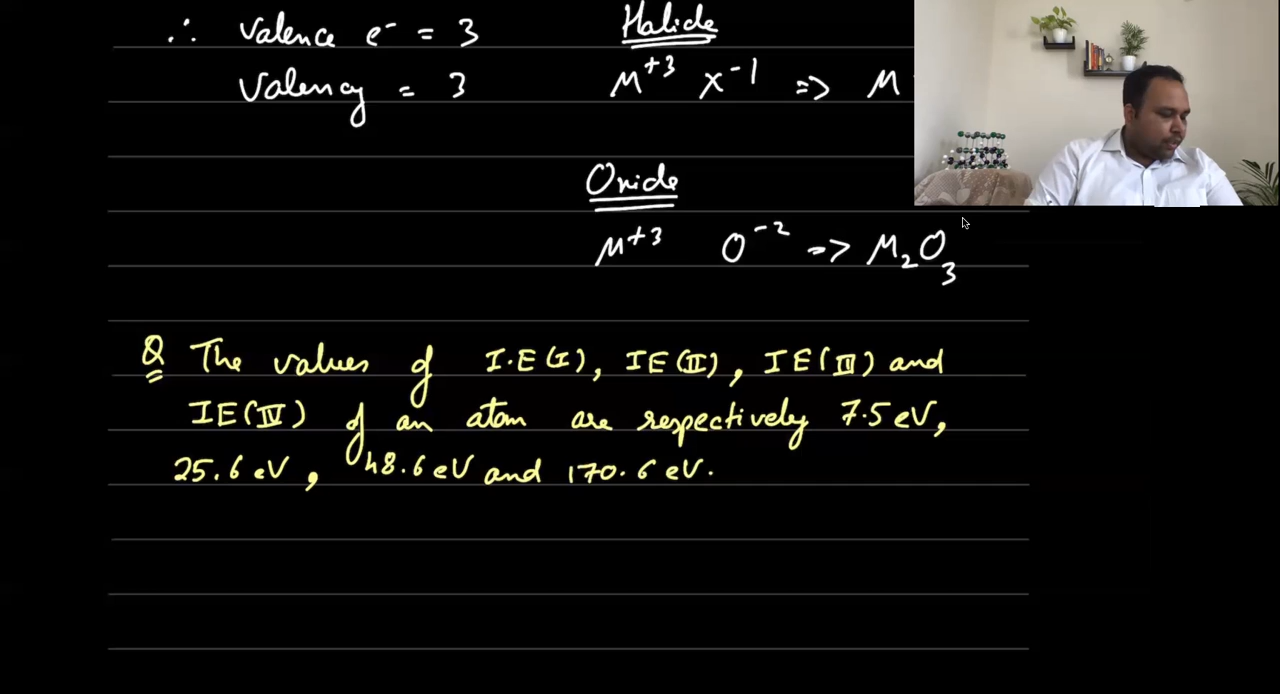 ∴ Valence e⁻ = 3
Valency = 3
Halide
M⁺³ X⁻¹ => M
Oxide
M⁺³ O⁻² => M₂O₃
Q The values of I.E(I), IE(II), IE(III) and
IE(IV) of an atom are respectively 7.5 eV,
25.6 eV, 48.6 eV and 170.6 eV.